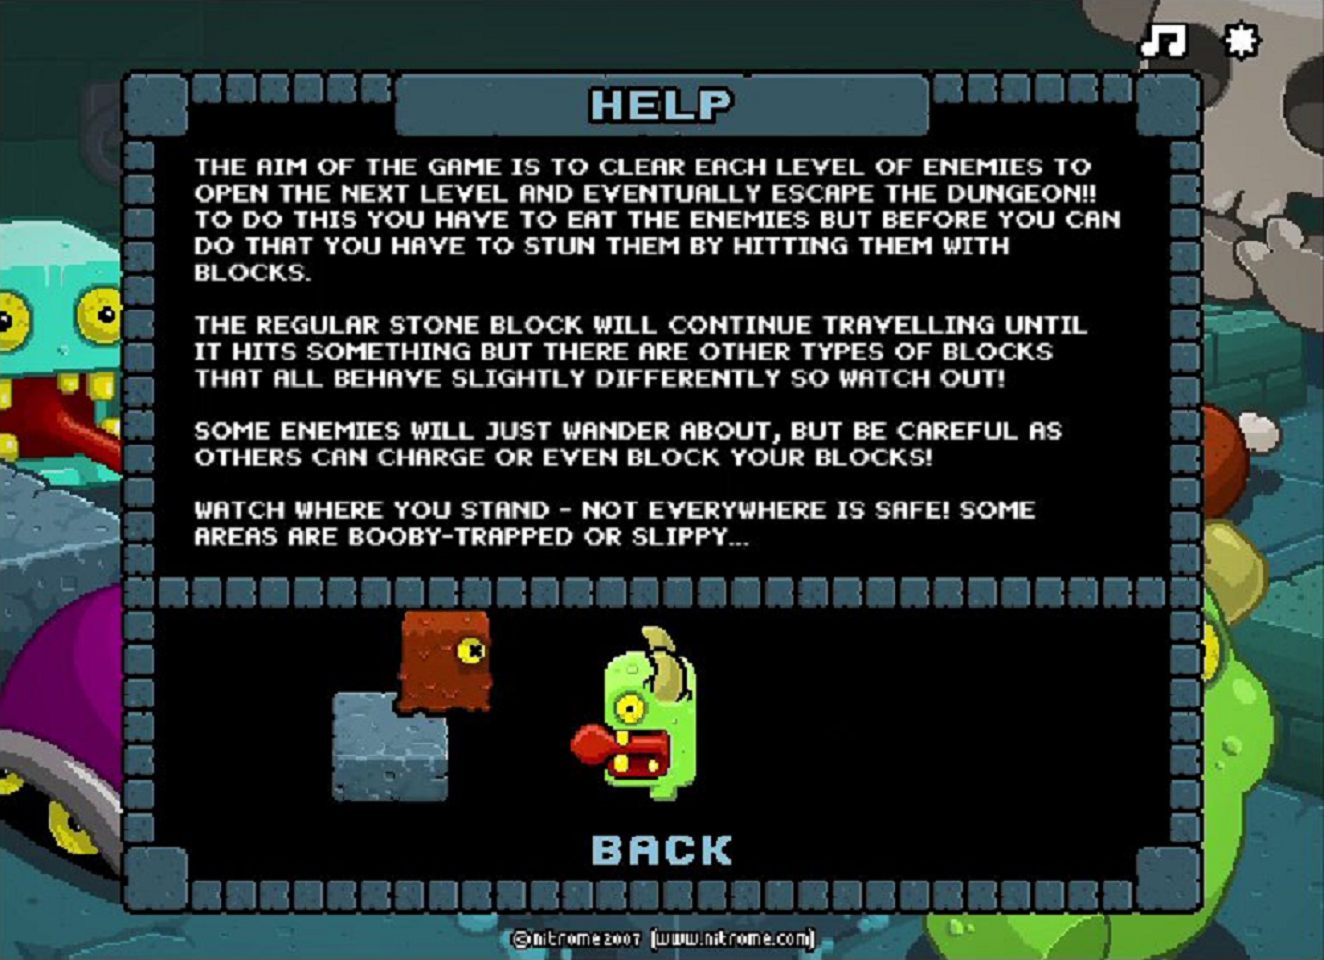 HELP
THE AIM OF THE GAME IS TO CLEAR EACH LEVEL OF ENEMIES TO
OPEN THE NEXT LEVEL AND EVENTUALLY ESCAPE THE DUNGEON!!
TO DO THIS YOU HAVE TO EAT THE ENEMIES BUT BEFORE YOU CAN
DO THAT YOU HAVE TO STUN THEM BY HITTING THEM WITH
BLOCKS.
THE REGULAR STONE BLOCK WILL CONTINUE TRAVELLING UNTIL
IT HITS SOMETHING BUT THERE ARE OTHER TYPES OF BLOCKS
THAT ALL BEHAVE SLIGHTLY DIFFERENTLY SO WATCH OUT!
SOME ENEMIES WILL JUST WANDER ABOUT, BUT BE CAREFUL AS
OTHERS CAN CHARGE OR EVEN BLOCK YOUR BLOCKS!
WATCH WHERE YOU STAND - NOT EVERYWHERE IS SAFE! SOME
AREAS ARE BOOBY-TRAPPED OR SLIPPY...
BACK
©nitrome2007 [www.nitrome.com]